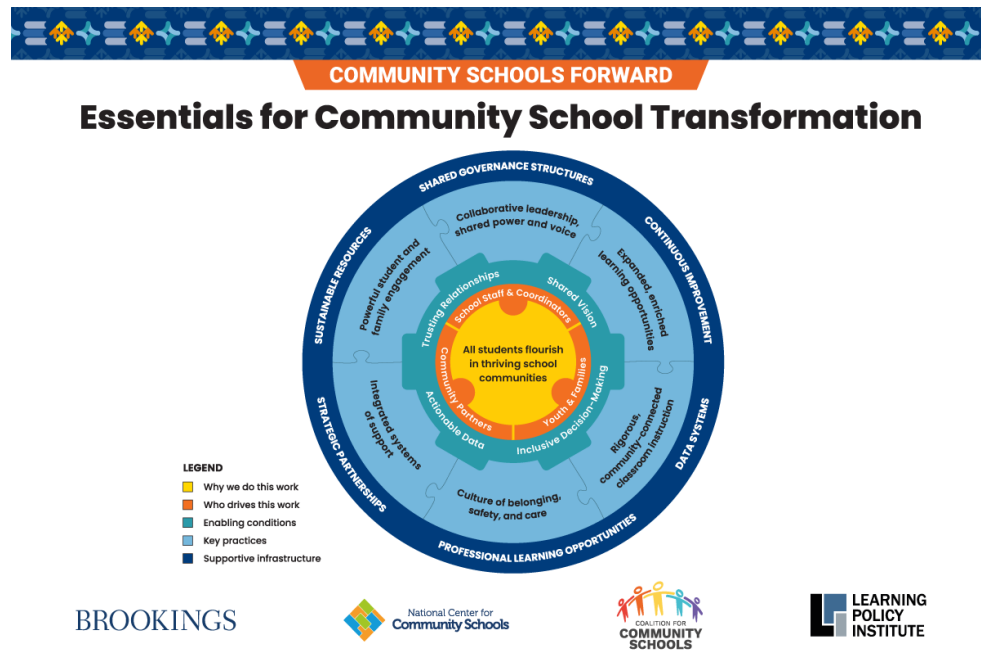 COMMUNITY SCHOOLS FORWARD
Essentials for Community School Transformation
SHARED GOVERNANCE STRUCTURES
CONTINUOUS IMPROVEMENT
DATA SYSTEMS
PROFESSIONAL LEARNING OPPORTUNITIES
STRATEGIC PARTNERSHIPS
SUSTAINABLE RESOURCES
Collaborative leadership,
shared power and voice
Expanded, enriched
learning opportunities
Rigorous,
community-connected
classroom instruction
Culture of belonging,
safety, and care
Integrated systems
of support
Powerful student and
family engagement
Trusting Relationships
Shared Vision
Inclusive Decision-Making
Actionable Data
School Staff & Coordinators
Youth & Families
Community Partners
All students flourish
in thriving school
communities
LEGEND
Why we do this work
Who drives this work
Enabling conditions
Key practices
Supportive infrastructure
BROOKINGS
National Center for
Community Schools
COALITION FOR
COMMUNITY
SCHOOLS
LEARNING
POLICY
INSTITUTE